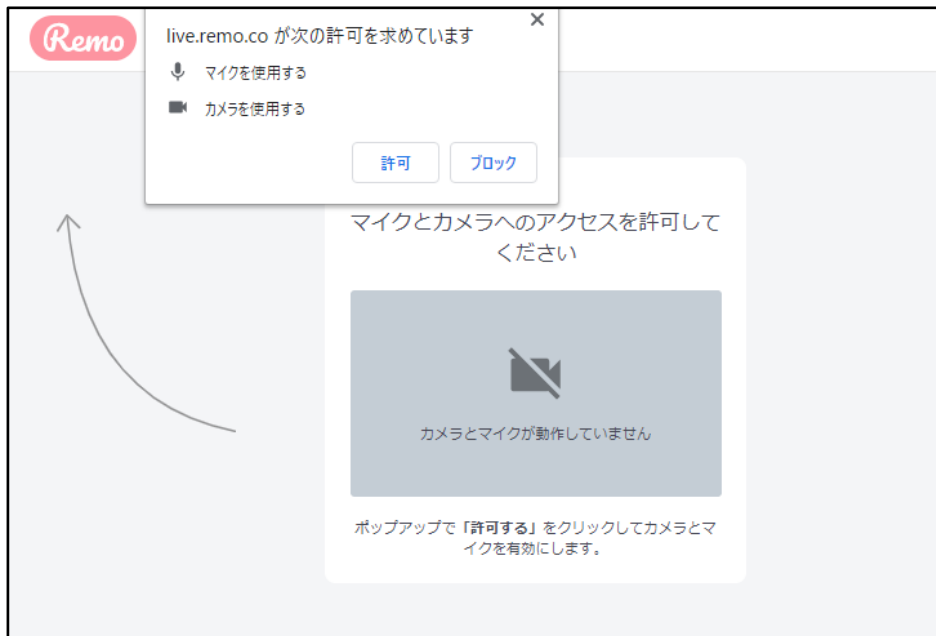 Remo
live.remo.co が次の許可を求めています
マイクを使用する
カメラを使用する
許可
ブロック
マイクとカメラへのアクセスを許可して
ください
カメラとマイクが動作していません
ポップアップで「許可する」をクリックしてカメラとマ
イクを有効にします。